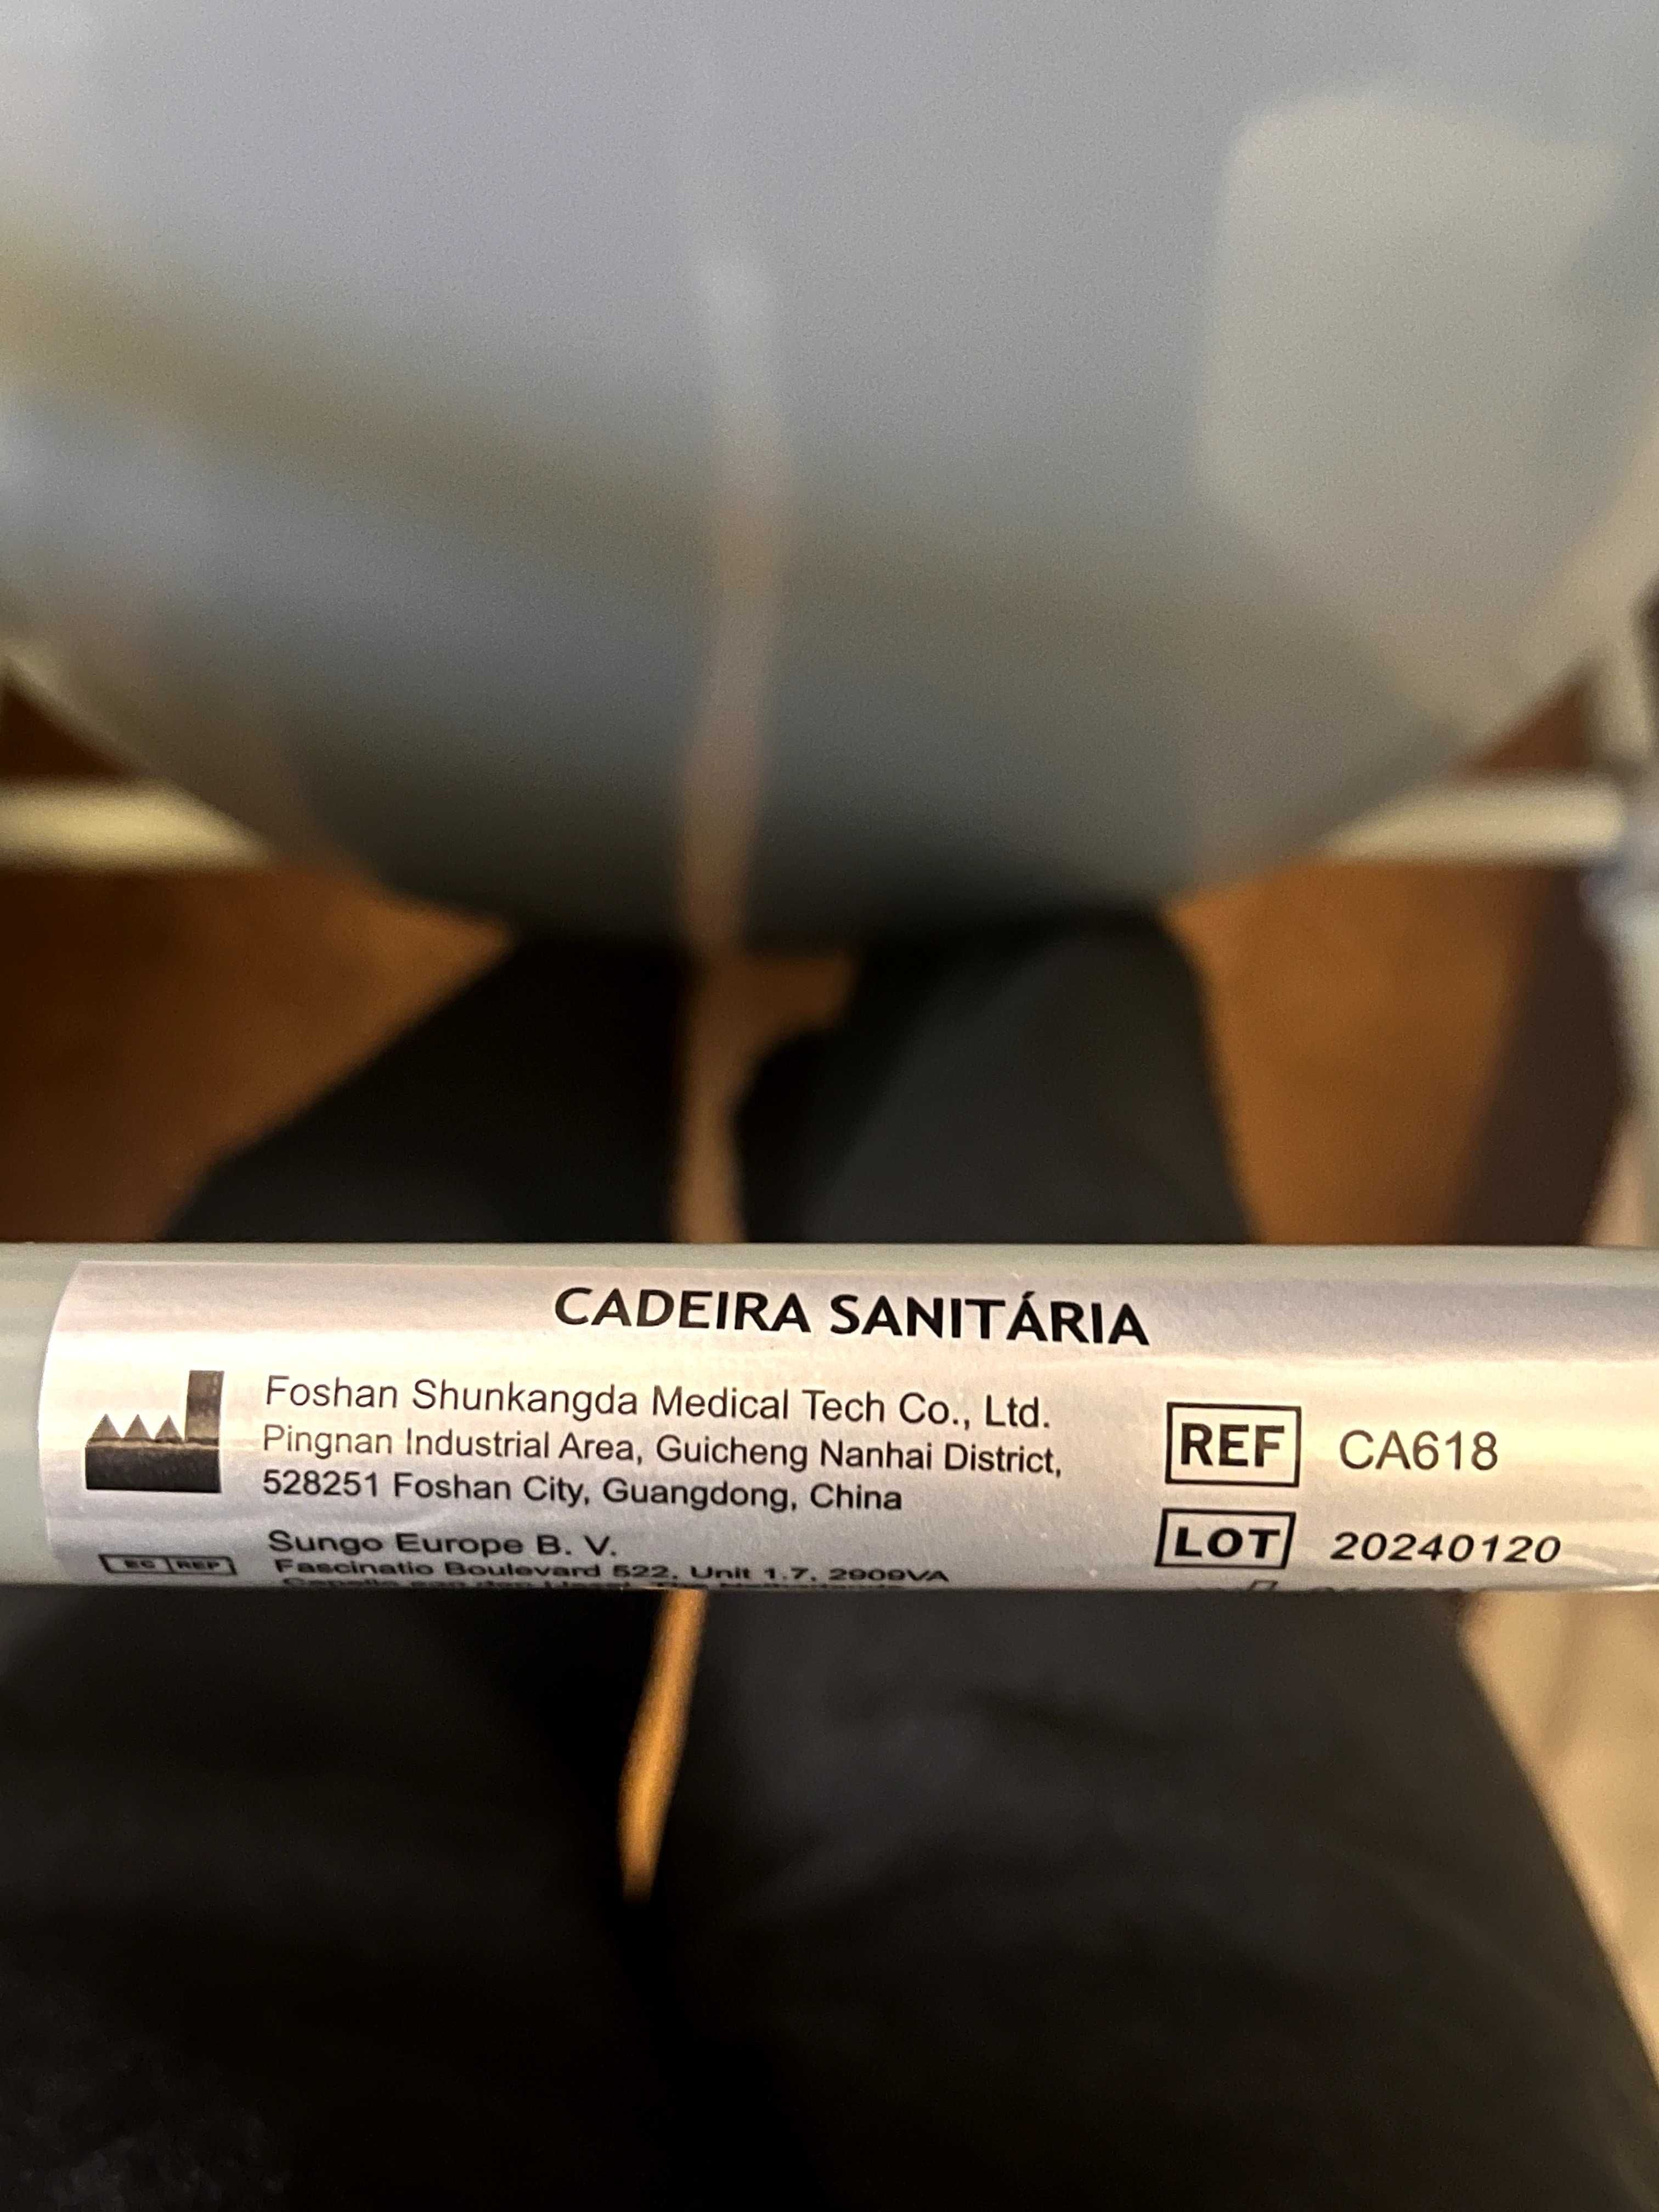 CADEIRA SANITÁRIA
Foshan Shunkangda Medical Tech Co., Ltd.
Pingnan Industrial Area, Guicheng Nanhai District,
528251 Foshan City, Guangdong, China
REF CA618
EC REP
Sungo Europe B. V.
Fascinatio Boulevard 522, Unit 1.7, 2909VA
LOT 20240120